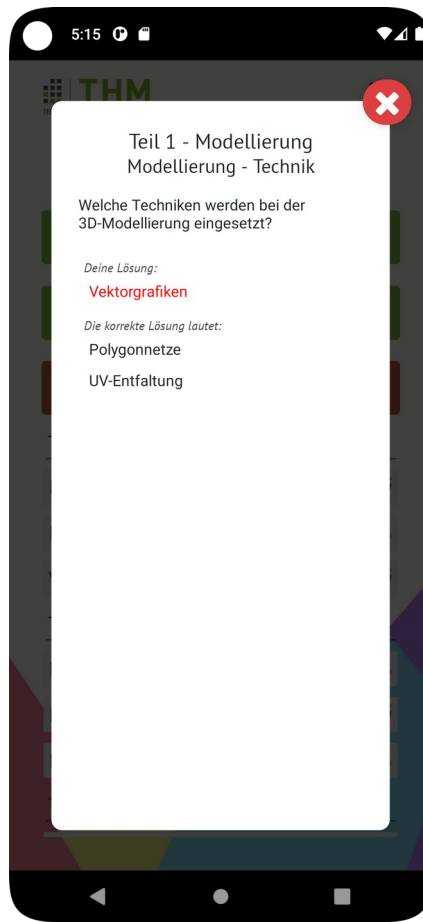 5:15
THM
Teil 1 - Modellierung
Modellierung - Technik
Welche Techniken werden bei der
3D-Modellierung eingesetzt?
Deine Lösung:
Vektorgrafiken
Die korrekte Lösung lautet:
Polygonnetze
UV-Entfaltung